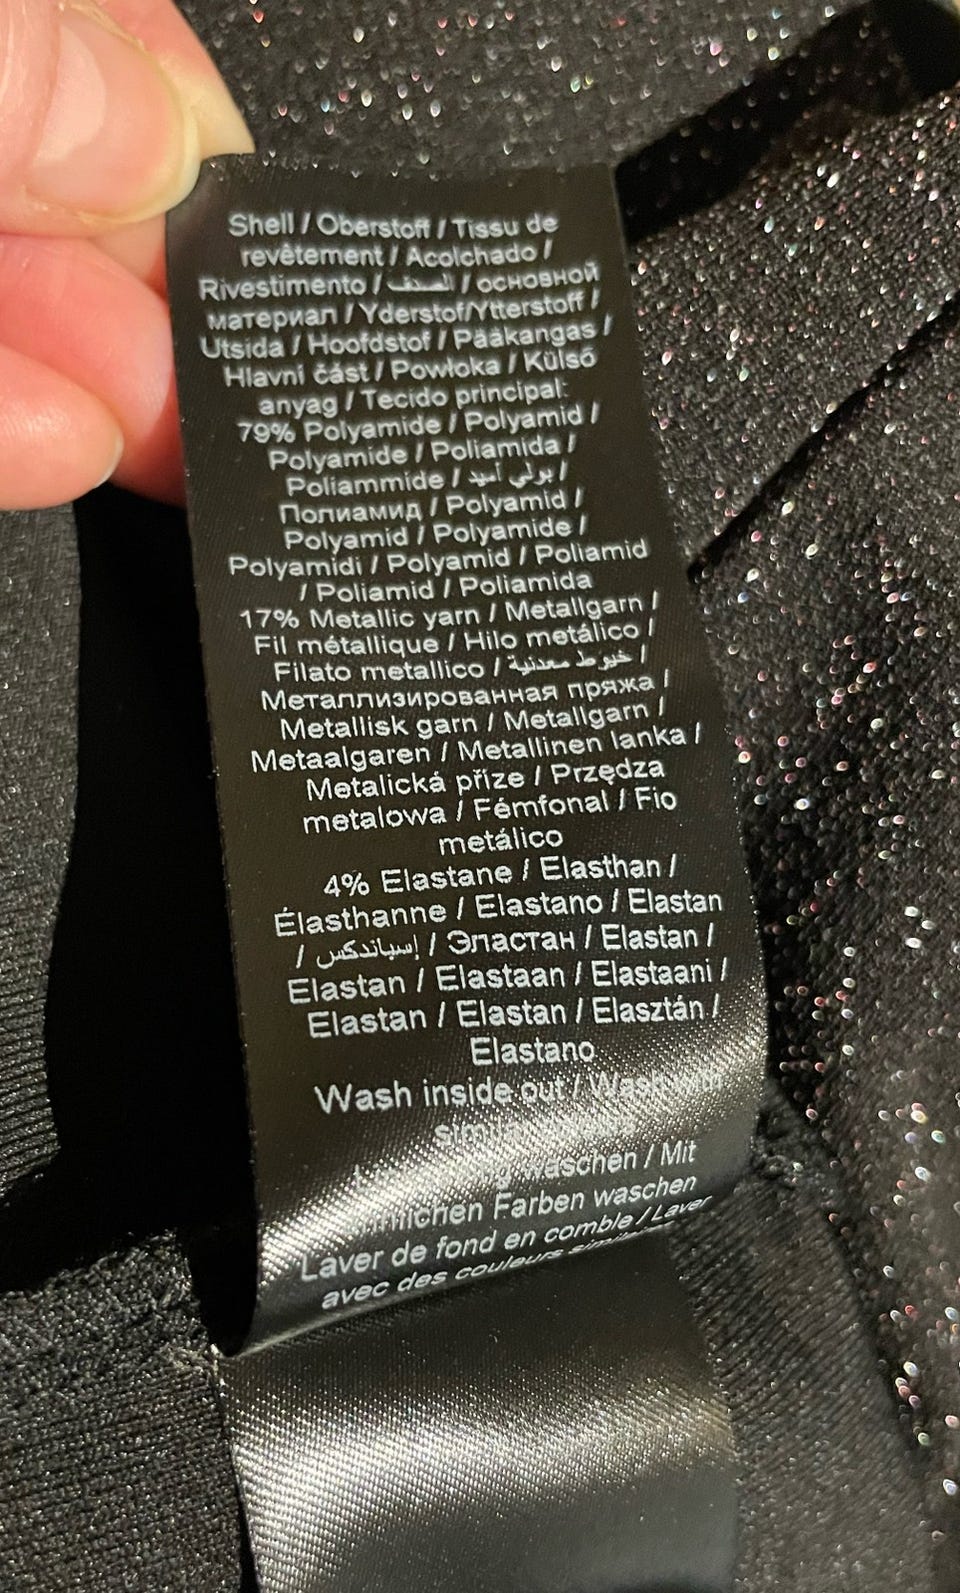 Shell / Oberstoff / Tissu de
revêtement / Acolchado /
Rivestimento / الصدف / основной
материал / Yderstof/Ytterstoff /
Utsida / Hoofdstof / Pääkangas /
Hlavní část / Powłoka / Külső
anyag / Tecido principal:
79% Polyamide / Polyamid /
Polyamide / Poliamida /
Poliammide / بولي أميد /
Полиамид / Polyamid /
Polyamid / Polyamide /
Polyamidi / Polyamid / Poliamid
/ Poliamid / Poliamida
17% Metallic yarn / Metallgarn /
Fil métallique / Hilo metálico /
Filato metallico / خيوط معدنية /
Металлизированная пряжа /
Metallisk garn / Metallgarn /
Metaalgaren / Metallinen lanka /
Metalická příze / Przędza
metalowa / Fémfonal / Fio
metálico
4% Elastane / Elasthan /
Élasthanne / Elastano / Elastan
/ إسباندكس / Эластан / Elastan /
Elastan / Elastaan / Elastaani /
Elastan / Elastan / Elasztán /
Elastano
Wash inside out / Wash with
waschen / Mit
Farben waschen
Laver de fond en comble / Laver
avec des couleurs